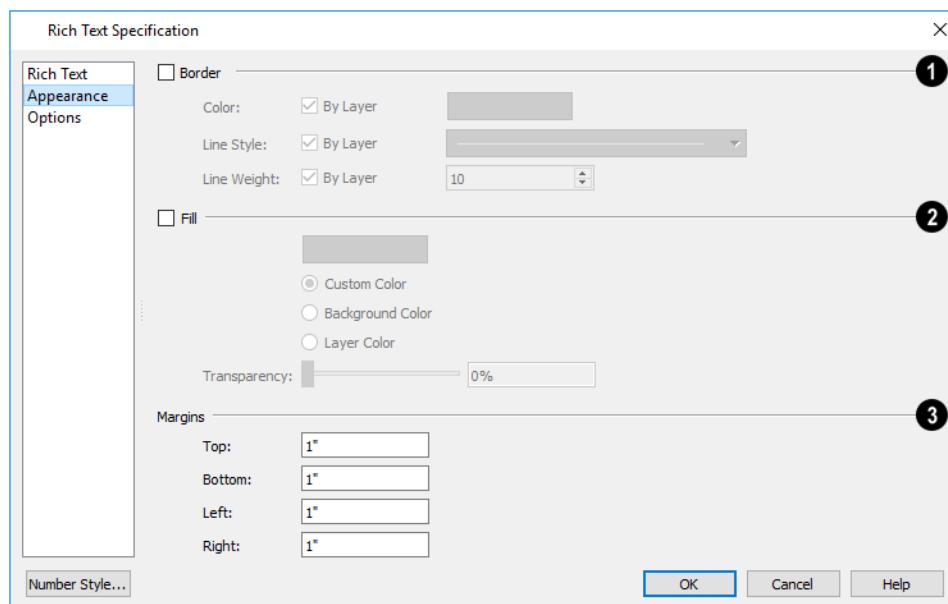 Rich Text Specification
Rich Text
Appearance
Options
Border
1
Color:
By Layer
Line Style:
By Layer
Line Weight:
By Layer
10
Fill
2
Custom Color
Background Color
Layer Color
Transparency:
0%
Margins
3
Top:
1"
Bottom:
1"
Left:
1"
Right:
1"
Number Style...
OK
Cancel
Help